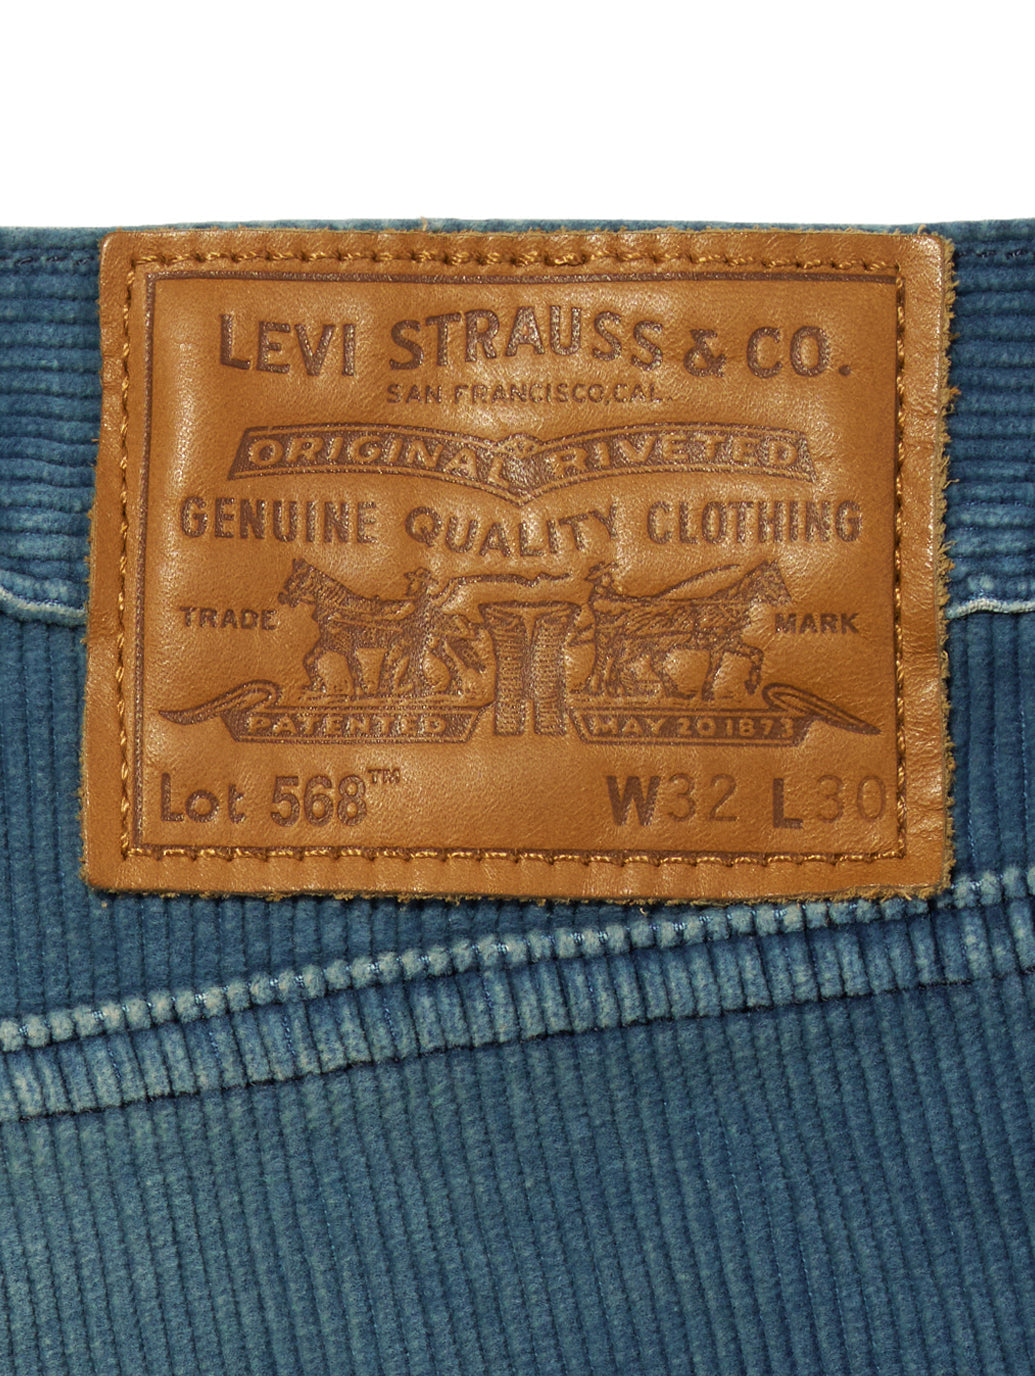 LEVI STRAUSS & CO.
SAN FRANCISCO, CAL.
ORIGINAL RIVETED
GENUINE QUALITY CLOTHING
TRADE MARK
PATENTED MAY 20 1873
Lot 568™ W32 L30